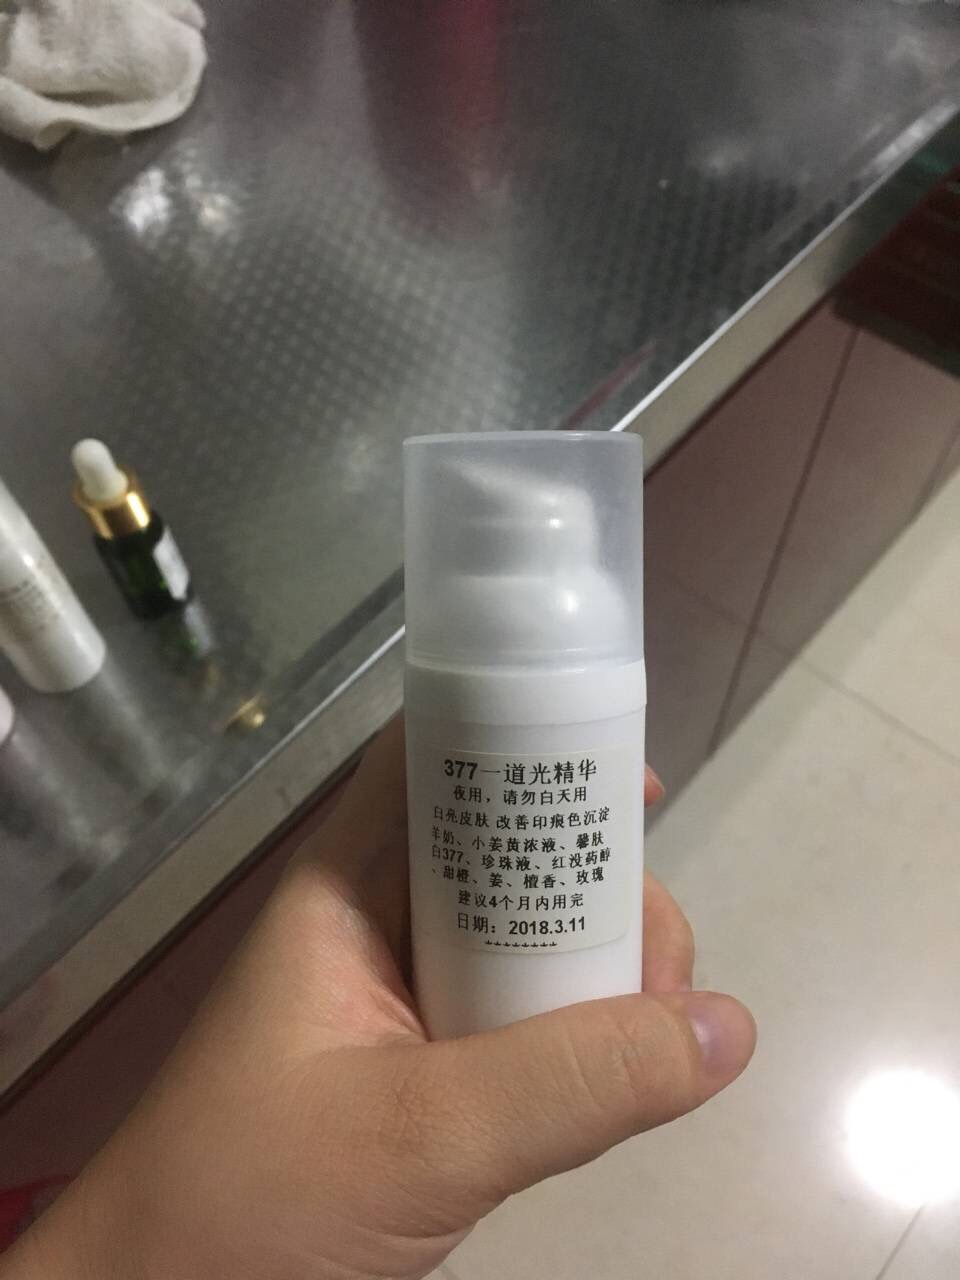 377一道光精华
夜用，请勿白天用
白亮皮肤 改善印痕色沉淀
羊奶、小姜黄浓液、馨肤
白377、珍珠液、红没药醇
、甜橙、姜、檀香、玫瑰
建议4个月内用完
日期：2018.3.11
********